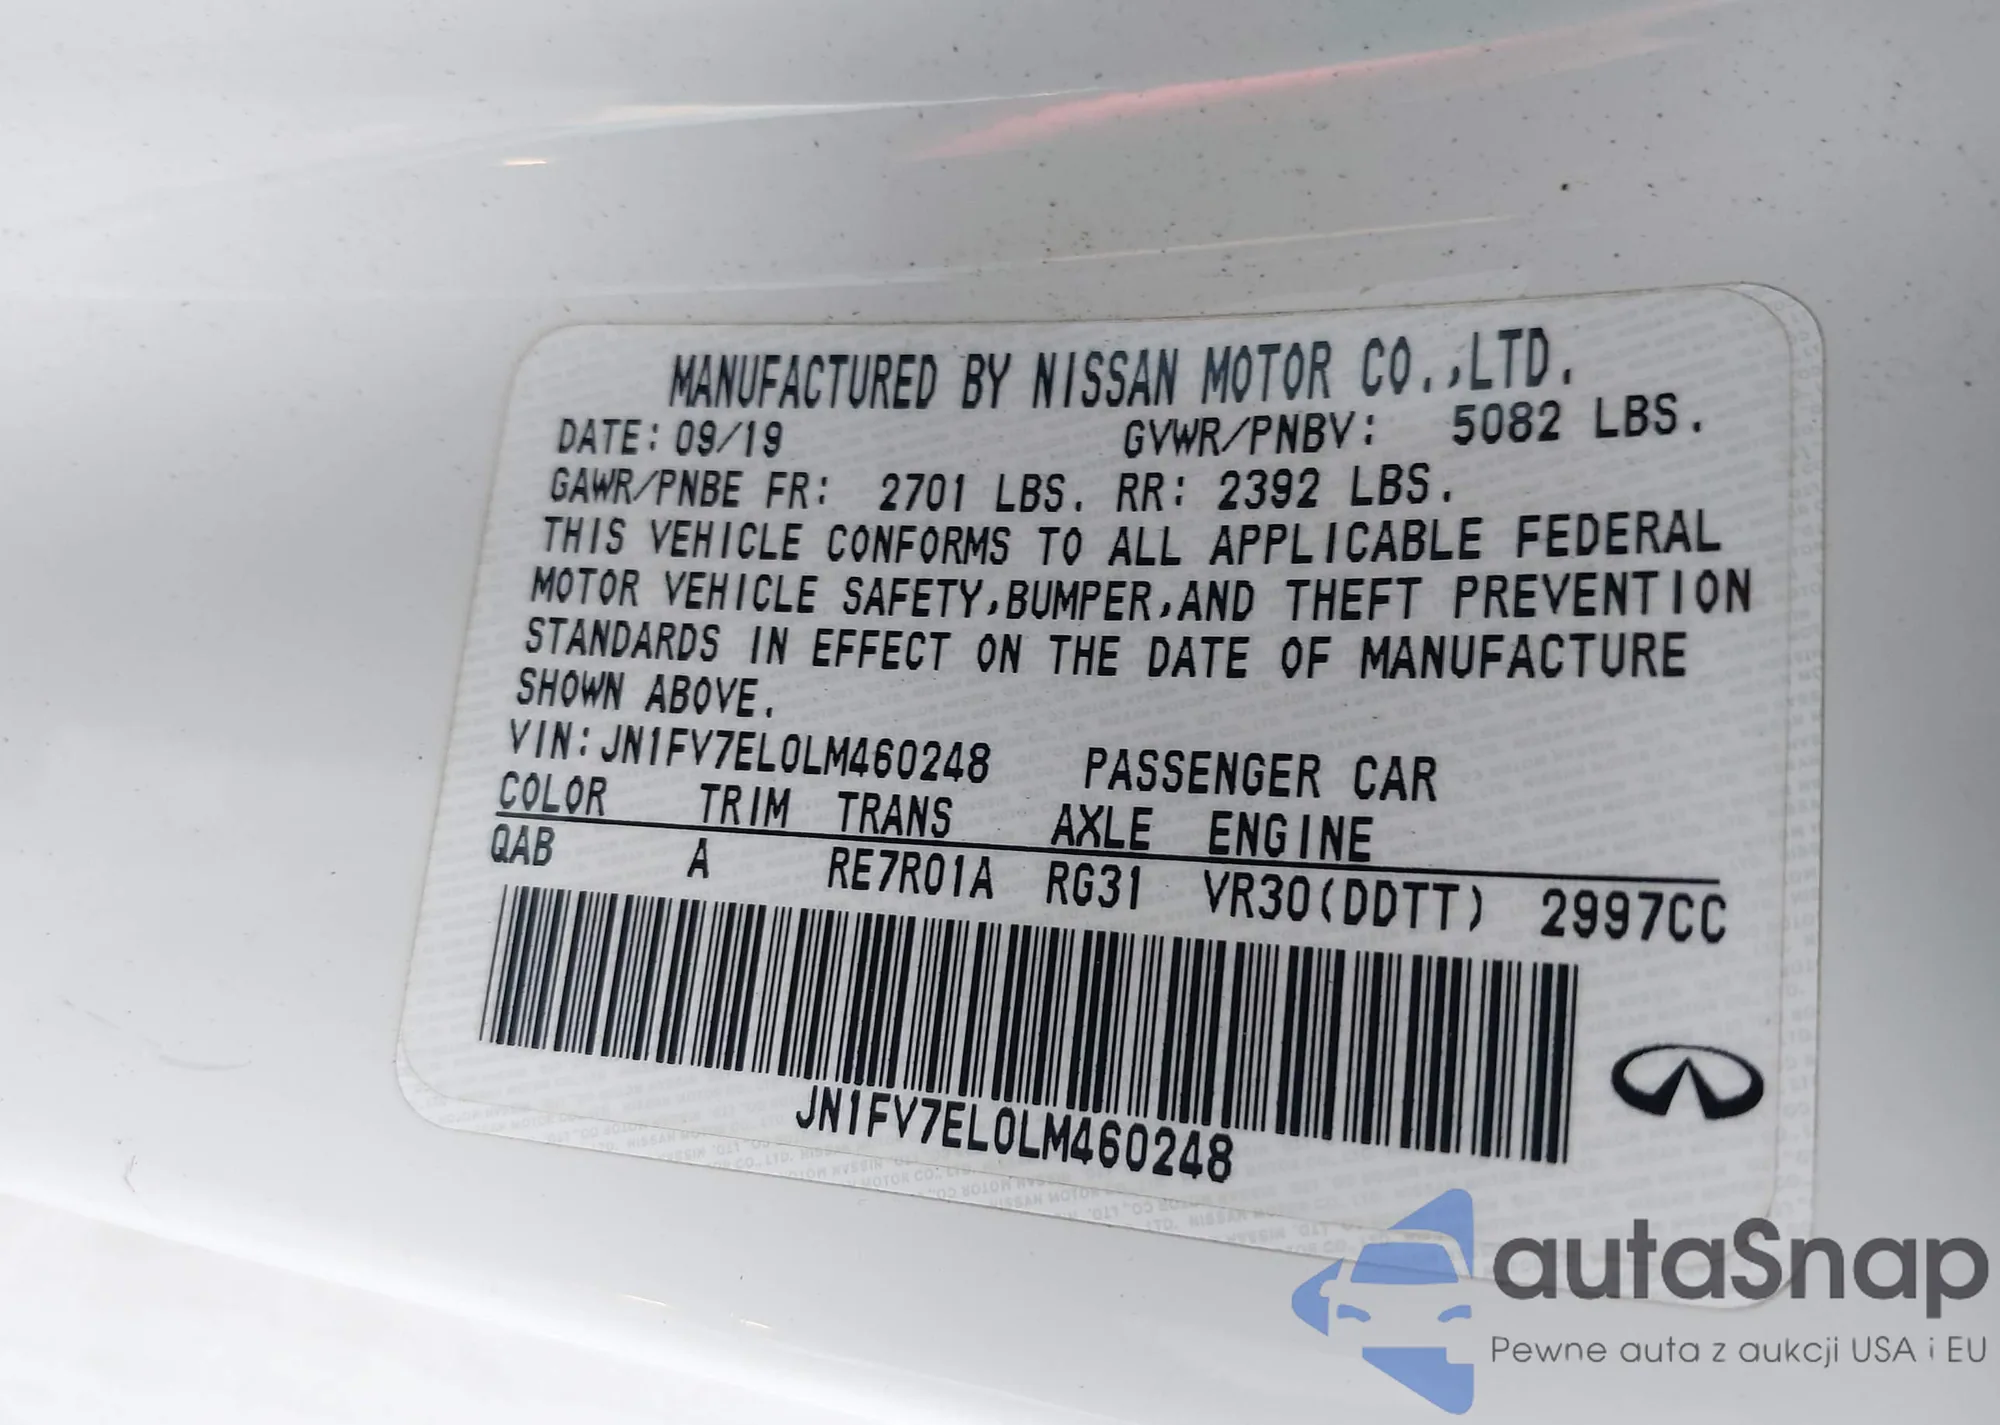 MANUFACTURED BY NISSAN MOTOR CO.,LTD.
DATE: 09/19 GVWR/PNBV: 5082 LBS.
GAWR/PNBE FR: 2701 LBS. RR: 2392 LBS.
THIS VEHICLE CONFORMS TO ALL APPLICABLE FEDERAL
MOTOR VEHICLE SAFETY,BUMPER,AND THEFT PREVENTION
STANDARDS IN EFFECT ON THE DATE OF MANUFACTURE
SHOWN ABOVE.
VIN:JN1FV7EL0LM460248 PASSENGER CAR
COLOR TRIM TRANS AXLE ENGINE
QAB A RE7R01A RG31 VR30(DDTT) 2997CC
JN1FV7EL0LM460248
autaSnap
Pewne auta z aukcji USA i EU